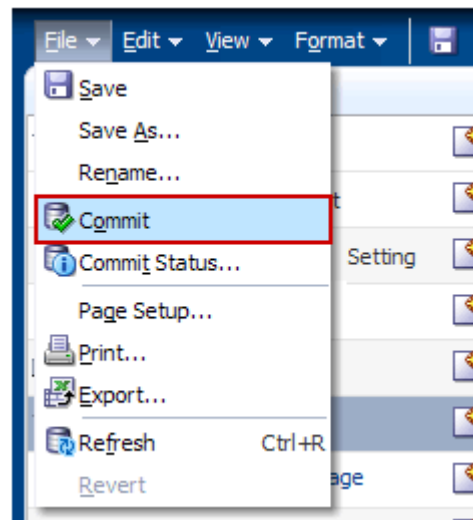 File Edit View Format
Save
Save As...
Rename...
t
Commit
Commit Status...
Setting
Page Setup...
Print...
Export...
Refresh Ctrl+R
Revert
age